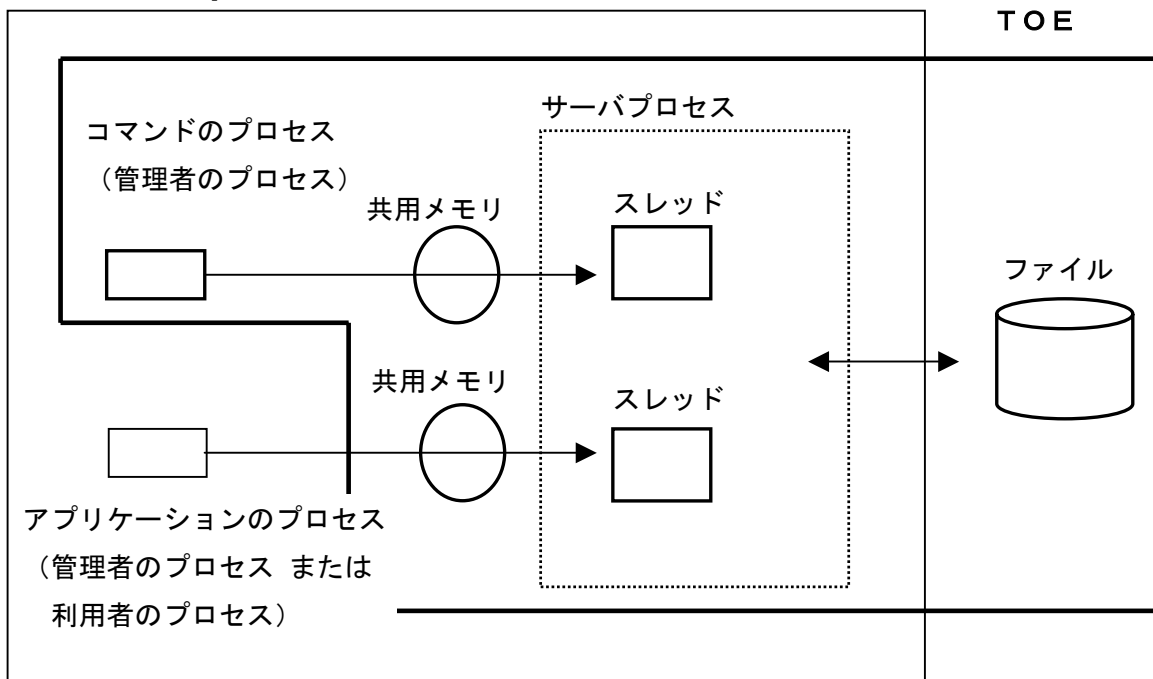 TOE
サーバプロセス
コマンドのプロセス
（管理者のプロセス）
共用メモリ
スレッド
ファイル
共用メモリ
スレッド
アプリケーションのプロセス
（管理者のプロセス または
利用者のプロセス）